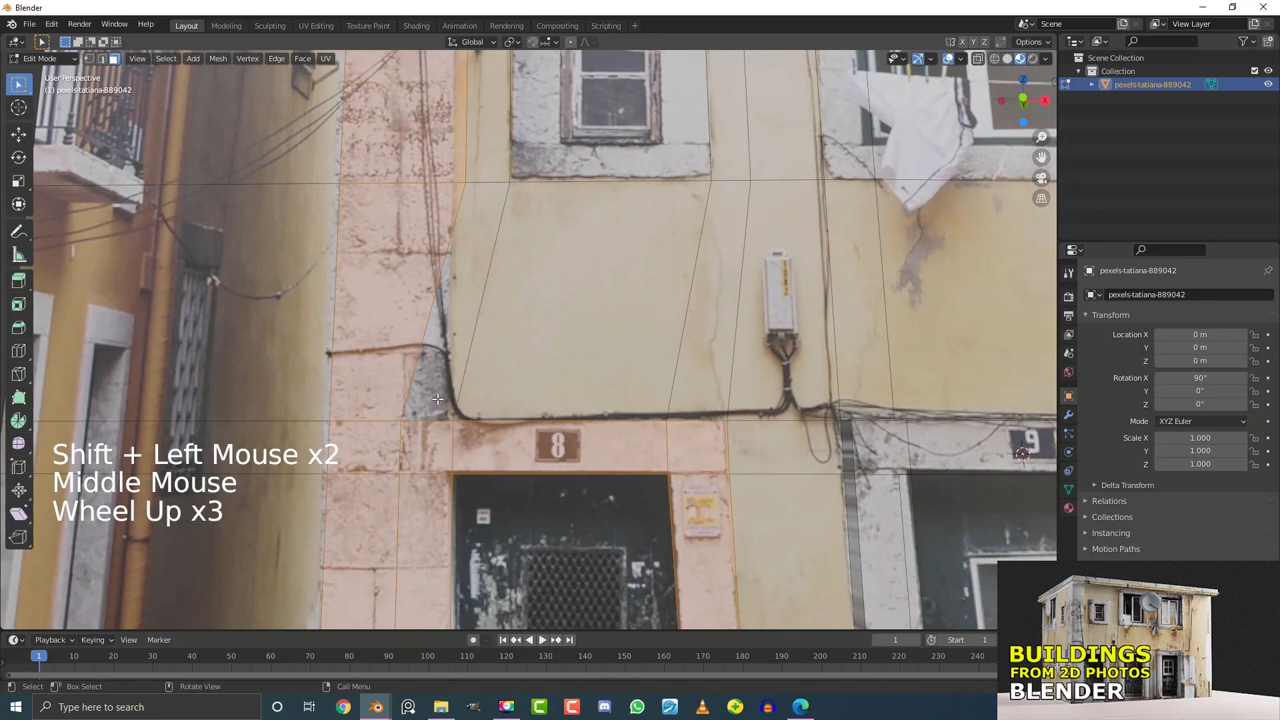 Blender
File Edit Render Window Help Layout Modeling Sculpting UV Editing Texture Paint Shading Animation Rendering Compositing Scripting + Scene View Layer
Global Options
Edit Mode View Select Add Mesh Vertex Edge Face UV
User Perspective
(1) pexels-tatiana-889042
Scene Collection
Collection
pexels-tatiana-889042
X Y Z
Z
X
Y
8
9
Shift + Left Mouse x2
Middle Mouse
Wheel Up x3
pexels-tatiana-889042
pexels-tatiana-889042
Transform
Location X 0 m
Y 0 m
Z 0 m
Rotation X 90°
Y 0°
Z 0°
Mode XYZ Euler
Scale X 1.000
Y 1.000
Z 1.000
Delta Transform
Relations
Collections
Instancing
Motion Paths
BUILDINGS
FROM 2D PHOTOS
BLENDER
Playback Keying View Marker 1 Start 1
1 10 20 30 40 50 60 70 80 90 100 110 120 130 140 150 160 170 180 190 200 210 220 230 240
Select Box Select Rotate View Call Menu
Type here to search